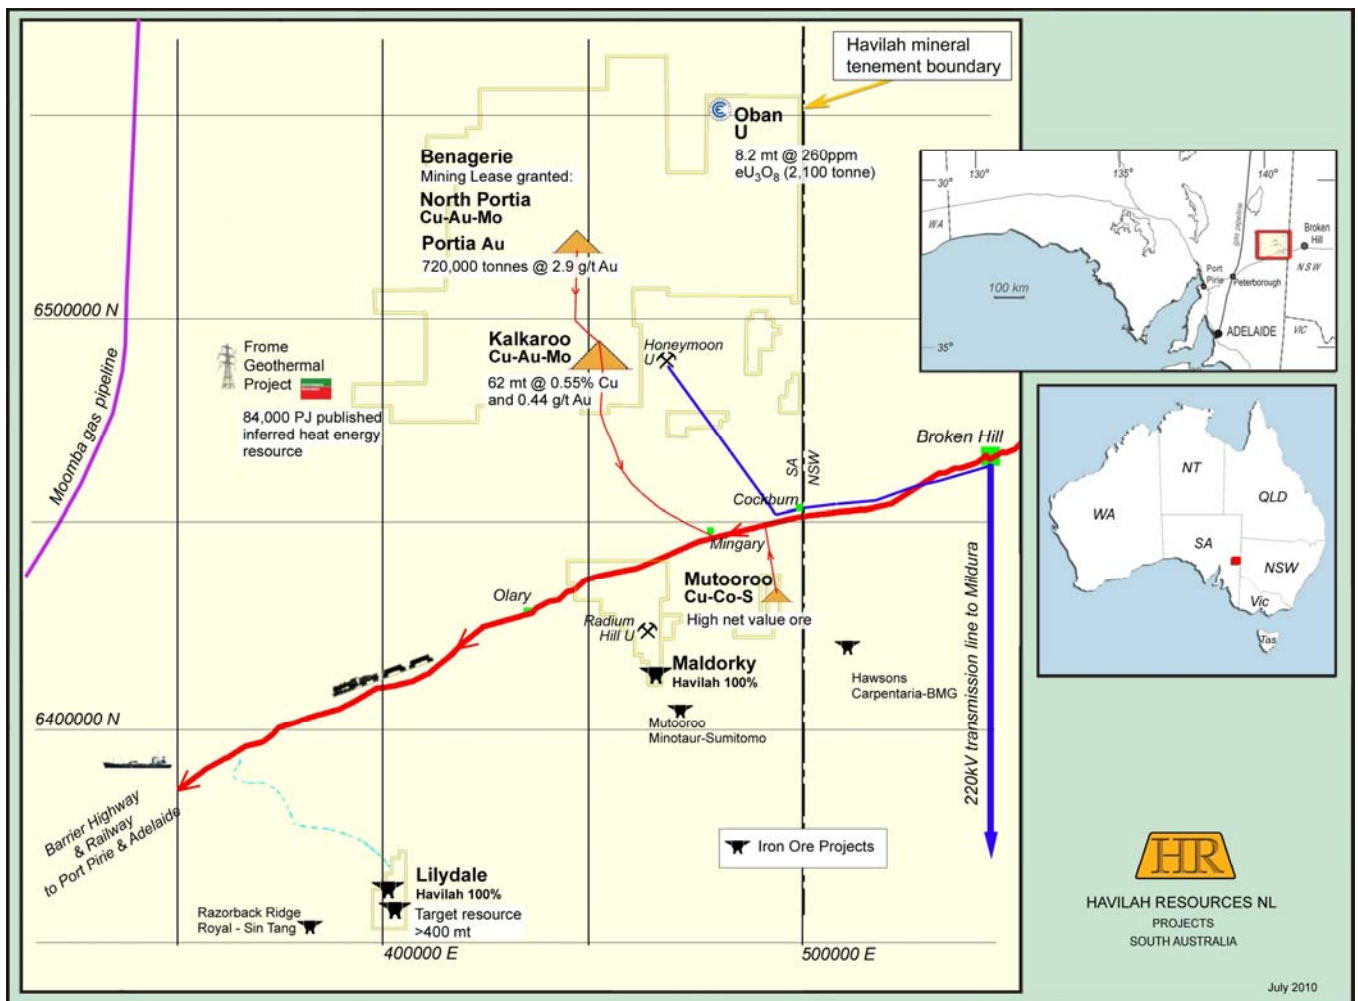 Havilah mineral
tenement boundary
Oban
U
8.2 mt @ 260ppm
eU₃O₈ (2,100 tonne)
Benagerie
Mining Lease granted:
North Portia
Cu-Au-Mo
Portia Au
720,000 tonnes @ 2.9 g/t Au
6500000 N
Kalkaroo
Cu-Au-Mo
62 mt @ 0.55% Cu
and 0.44 g/t Au
Honeymoon
U
Frome
Geothermal
Project
84,000 PJ published
inferred heat energy
resource
Moomba gas pipeline
Broken Hill
SA
NSW
Cockburn
Mingary
Mutooroo
Cu-Co-S
High net value ore
Olary
Radium
Hill U
Maldorky
Havilah 100%
Hawsons
Carpentaria-BMG
Mutooroo
Minotaur-Sumitomo
6400000 N
220kV transmission line to Mildura
Barrier Highway
& Railway
to Port Pirie & Adelaide
Iron Ore Projects
Lilydale
Havilah 100%
Target resource
>400 mt
Razorback Ridge
Royal - Sin Tang
400000 E
500000 E
130°
135°
140°
30°
WA
gas pipeline
Broken
Hill
NSW
Port
Pirie
Peterborough
100 km
ADELAIDE
VIC
35°
NT
QLD
WA
SA
NSW
Vic
Tas
HR
HAVILAH RESOURCES NL
PROJECTS
SOUTH AUSTRALIA
July 2010